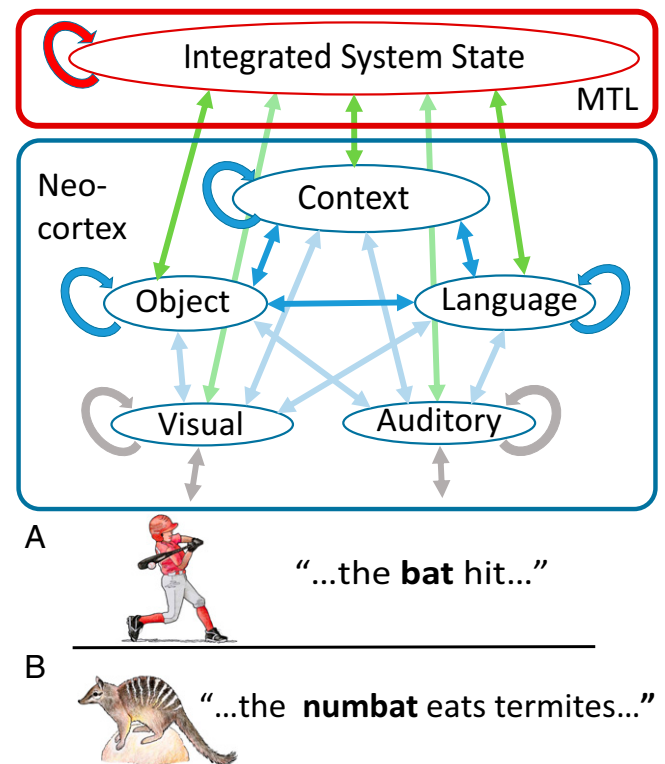 Integrated System State
MTL
Neo-
cortex
Context
Object
Language
Visual
Auditory
A
“...the bat hit...”
B
“...the numbat eats termites...”